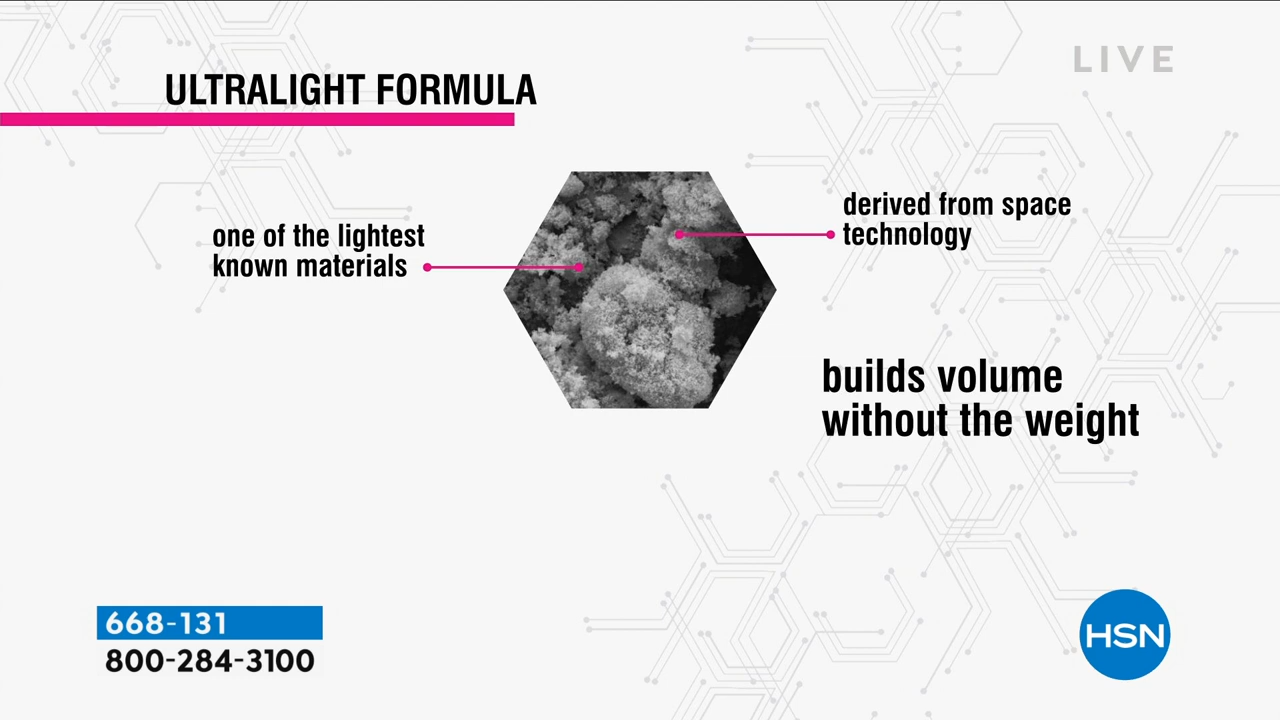 LIVE
ULTRALIGHT FORMULA
one of the lightest
known materials
derived from space
technology
builds volume
without the weight
668-131
800-284-3100
HSN